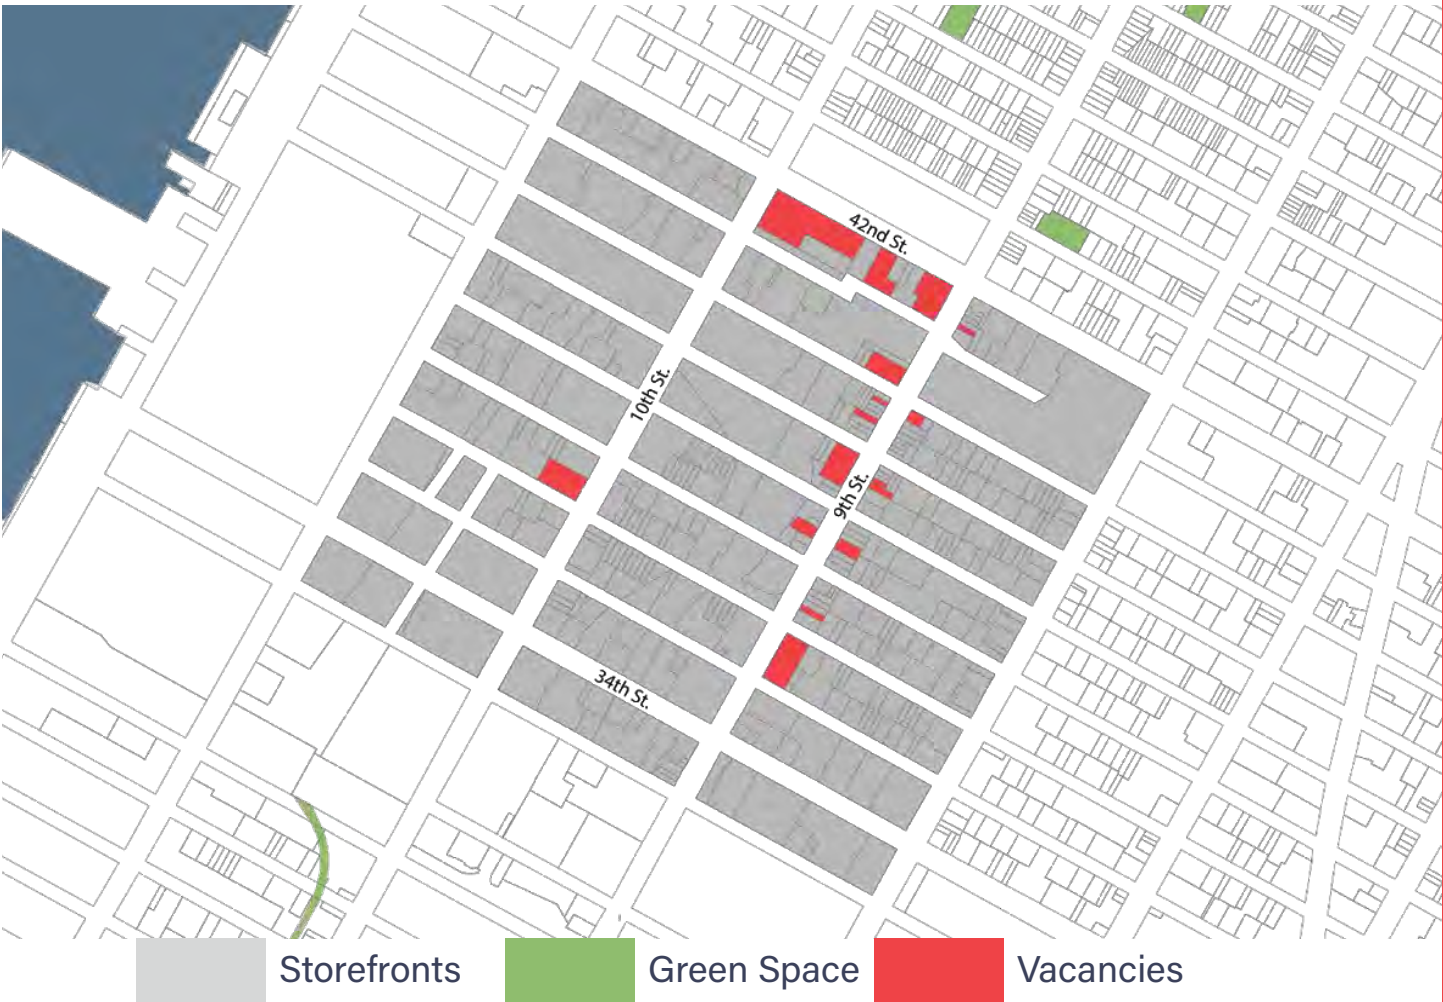 42nd St.
10th St.
9th St.
34th St.
Storefronts
Green Space
Vacancies